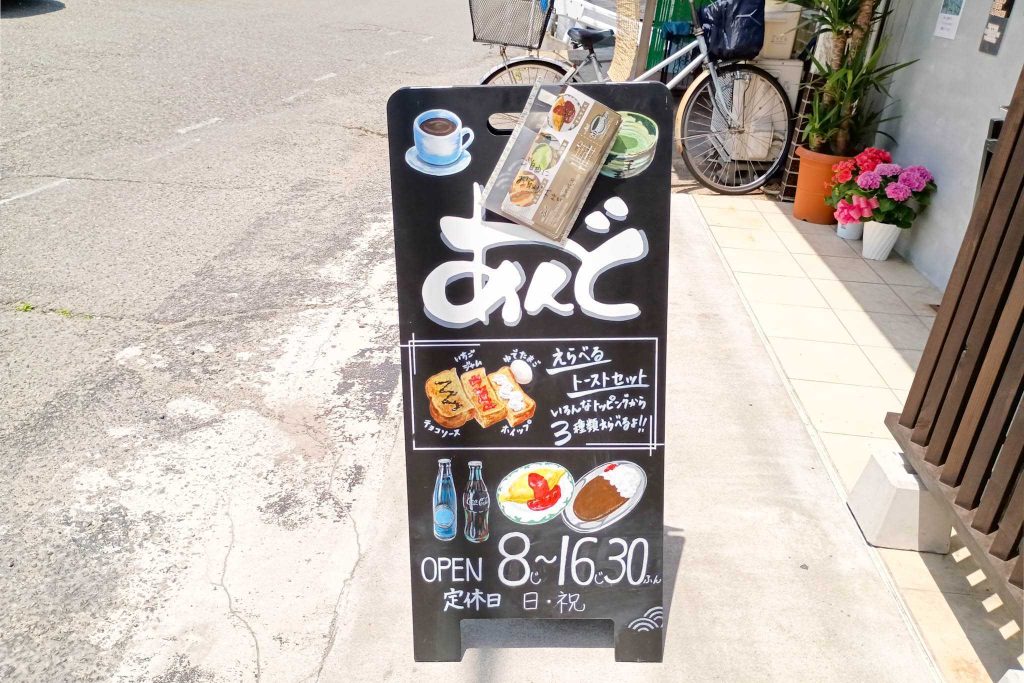 あんど
えらべる
トーストセット
いろんなトッピングから
3種類えらべるよ!!
いちご
ジャム
ゆでたまご
チョコソース
ホイップ
Coca-Cola
OPEN 8じ~16じ30ふん
定休日 日・祝